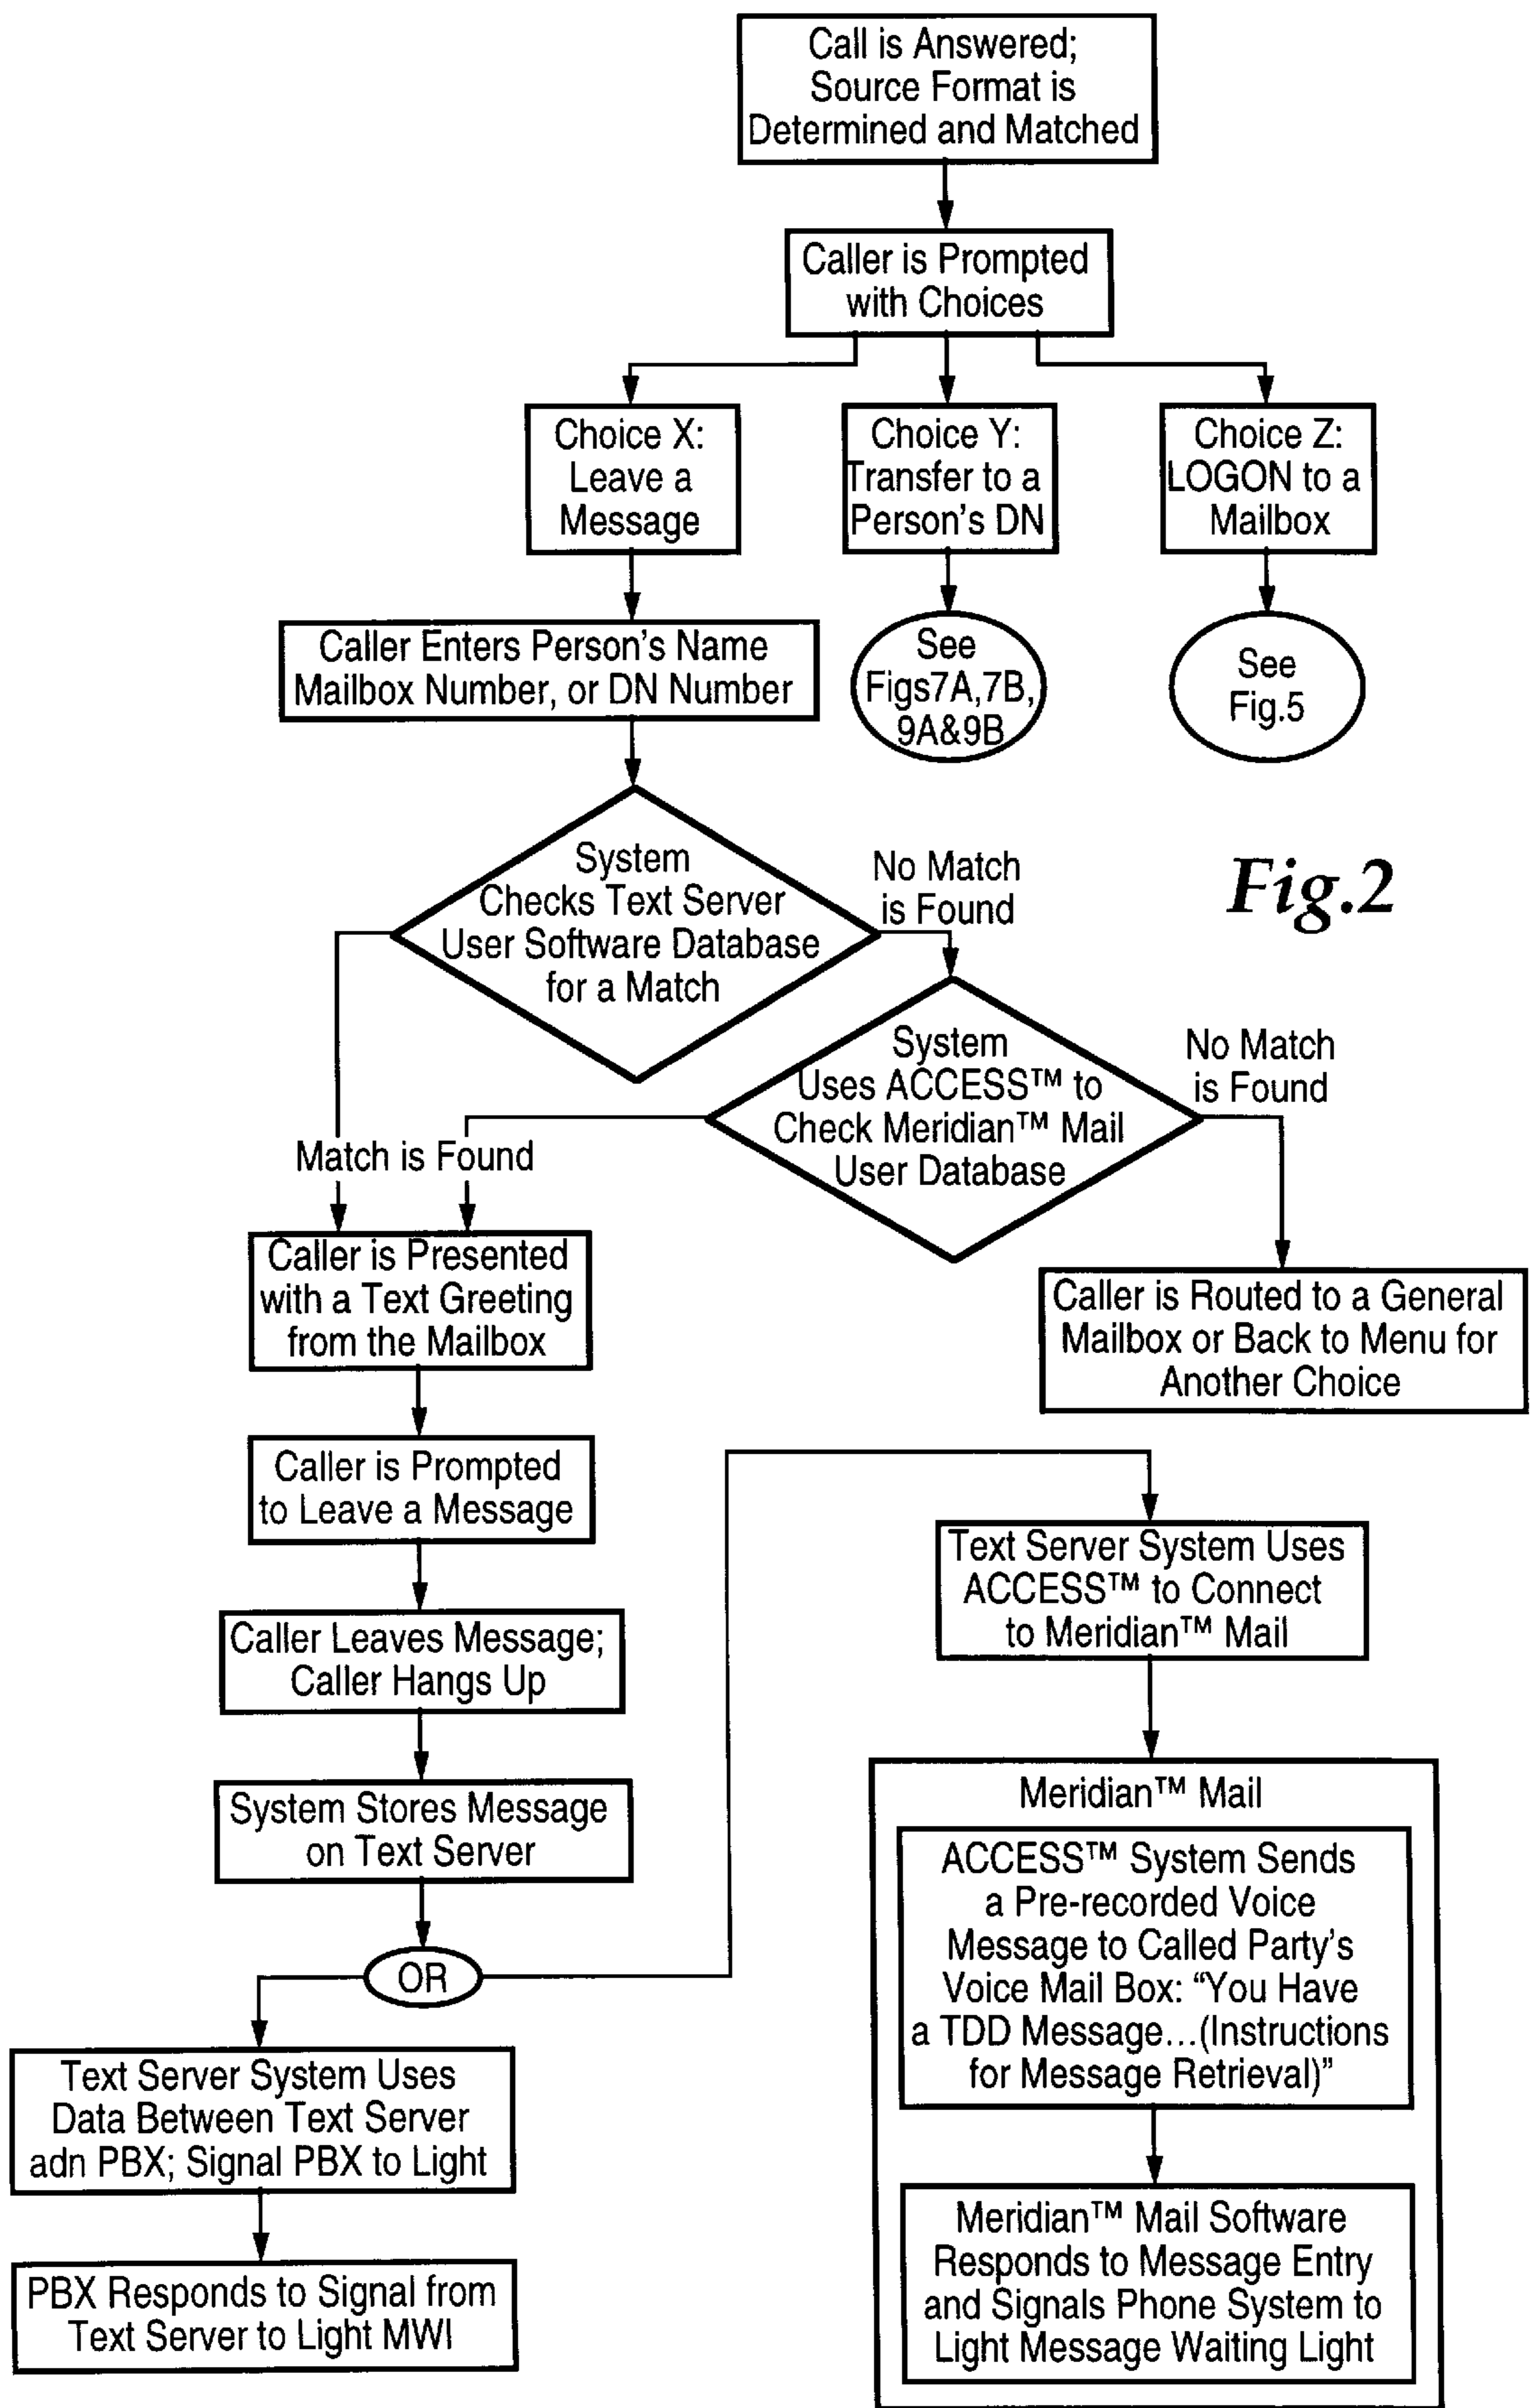 Call is Answered;
Source Format is
Determined and Matched
Caller is Prompted
with Choices
Choice X:
Leave a
Message
Choice Y:
Transfer to a
Person's DN
Choice Z:
LOGON to a
Mailbox
Caller Enters Person's Name
Mailbox Number, or DN Number
See
Figs7A,7B,
9A&9B
See
Fig.5
System
Checks Text Server
User Software Database
for a Match
No Match
is Found
Fig.2
System
Uses ACCESS™ to
Check Meridian™ Mail
User Database
No Match
is Found
Match is Found
Caller is Presented
with a Text Greeting
from the Mailbox
Caller is Routed to a General
Mailbox or Back to Menu for
Another Choice
Caller is Prompted
to Leave a Message
Caller Leaves Message;
Caller Hangs Up
System Stores Message
on Text Server
OR
Text Server System Uses
Data Between Text Server
adn PBX; Signal PBX to Light
PBX Responds to Signal from
Text Server to Light MWI
Text Server System Uses
ACCESS™ to Connect
to Meridian™ Mail
Meridian™ Mail
ACCESS™ System Sends
a Pre-recorded Voice
Message to Called Party's
Voice Mail Box: “You Have
a TDD Message...(Instructions
for Message Retrieval)”
Meridian™ Mail Software
Responds to Message Entry
and Signals Phone System to
Light Message Waiting Light